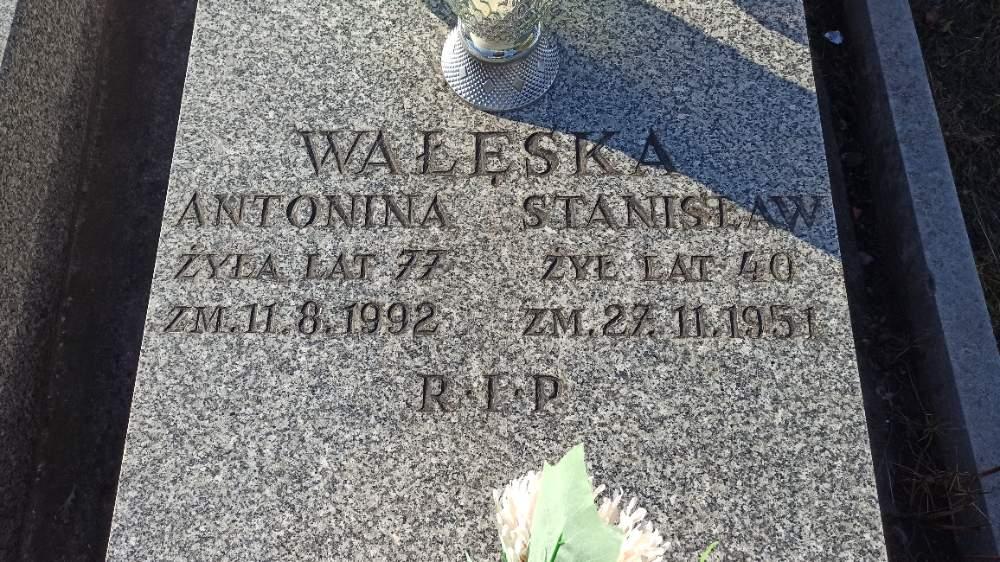 WAŁĘSKA
ANTONINA STANISŁAW
ŻYŁA LAT 77 ŻYŁ LAT 40
ZM. 11. 8. 1992 ZM. 27. 11. 1951
R·I·P